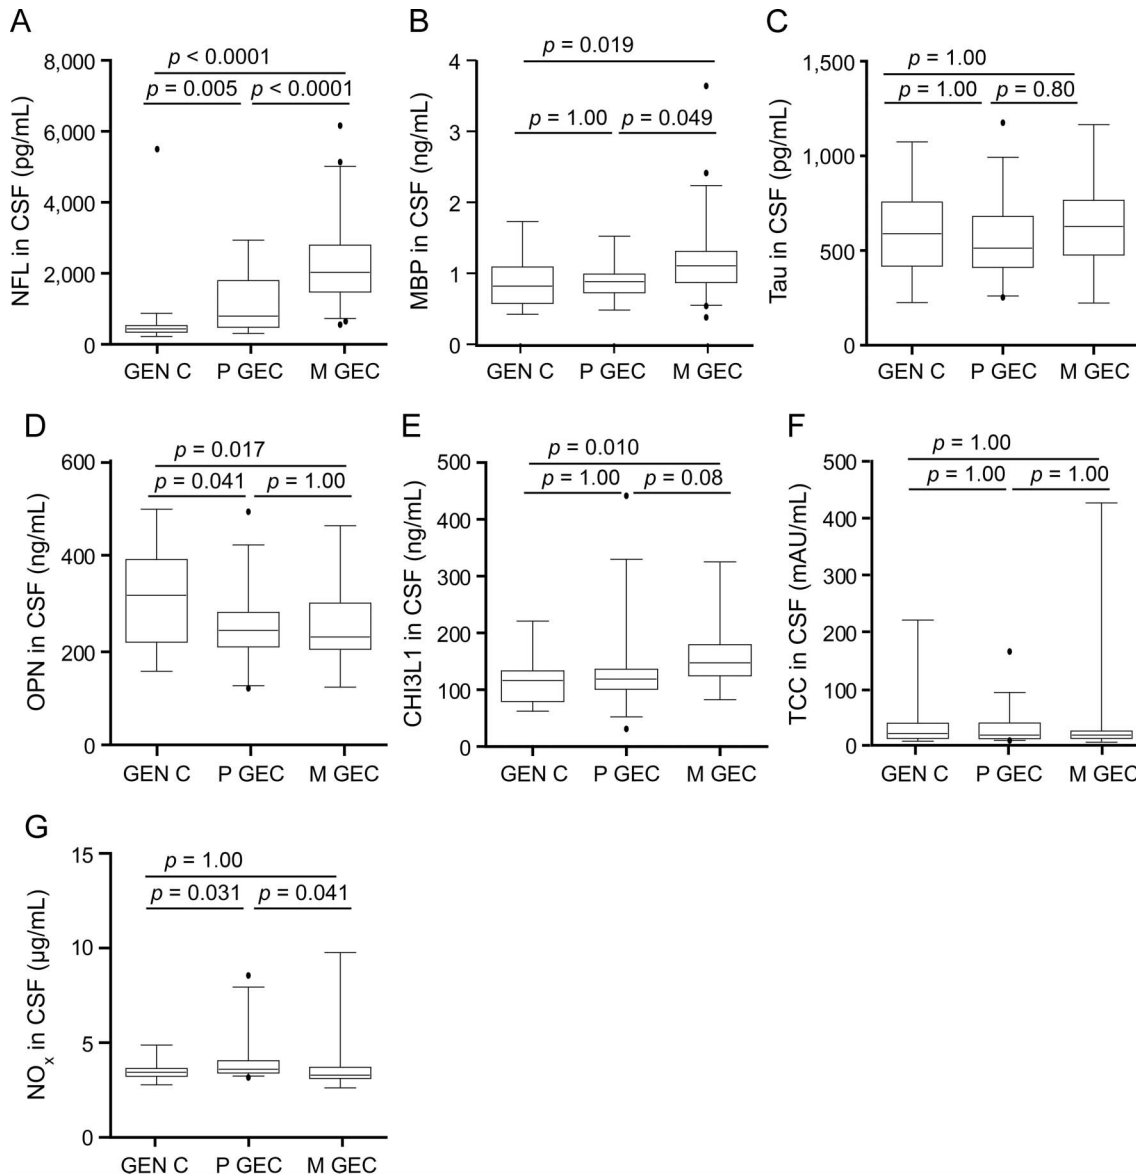 A
NFL in CSF (pg/mL)
8,000
6,000
4,000
2,000
0
p < 0.0001
p = 0.005
p < 0.0001
GEN C
P GEC
M GEC
B
MBP in CSF (ng/mL)
4
3
2
1
0
p = 0.019
p = 1.00
p = 0.049
GEN C
P GEC
M GEC
C
Tau in CSF (pg/mL)
1,500
1,000
500
0
p = 1.00
p = 1.00
p = 0.80
GEN C
P GEC
M GEC
D
OPN in CSF (ng/mL)
600
400
200
0
p = 0.017
p = 0.041
p = 1.00
GEN C
P GEC
M GEC
E
CHI3L1 in CSF (ng/mL)
500
400
300
200
100
0
p = 0.010
p = 1.00
p = 0.08
GEN C
P GEC
M GEC
F
TCC in CSF (mAU/mL)
500
400
300
200
100
0
p = 1.00
p = 1.00
p = 1.00
GEN C
P GEC
M GEC
G
NOx in CSF (µg/mL)
15
10
5
0
p = 1.00
p = 0.031
p = 0.041
GEN C
P GEC
M GEC